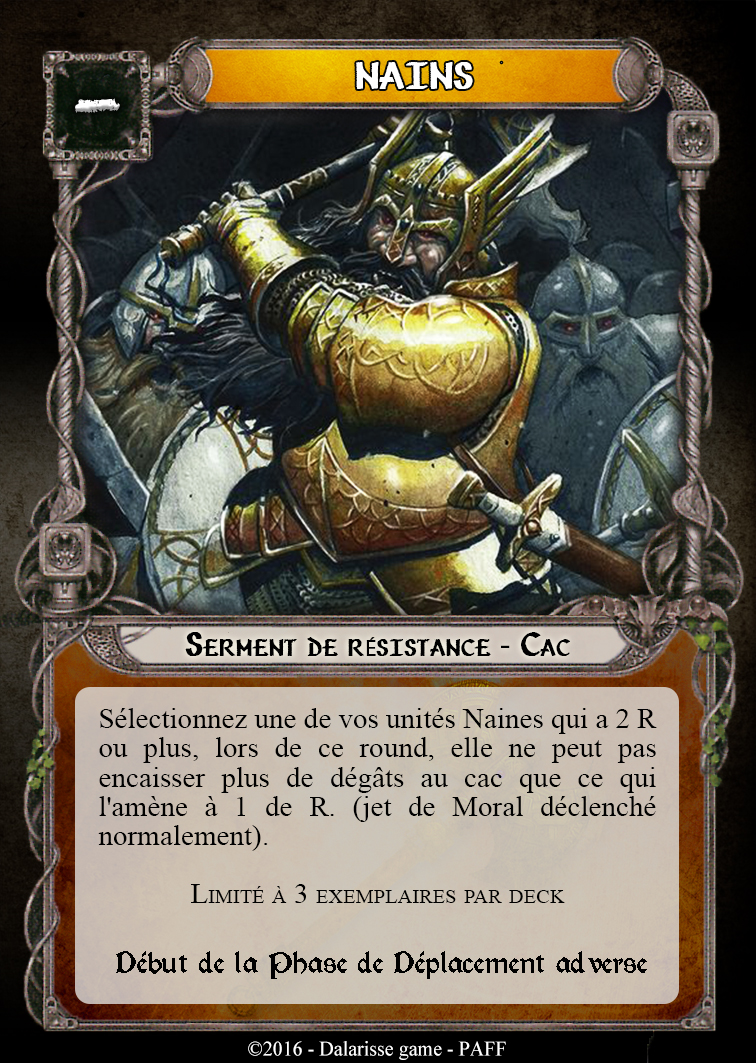 NAINS
-
Serment de résistance - Cac
Sélectionnez une de vos unités Naines qui a 2 R
ou plus, lors de ce round, elle ne peut pas
encaisser plus de dégâts au cac que ce qui
l'amène à 1 de R. (jet de Moral déclenché
normalement).
Limité à 3 exemplaires par deck
Début de la Phase de Déplacement adverse
©2016 - Dalarisse game - PAFF